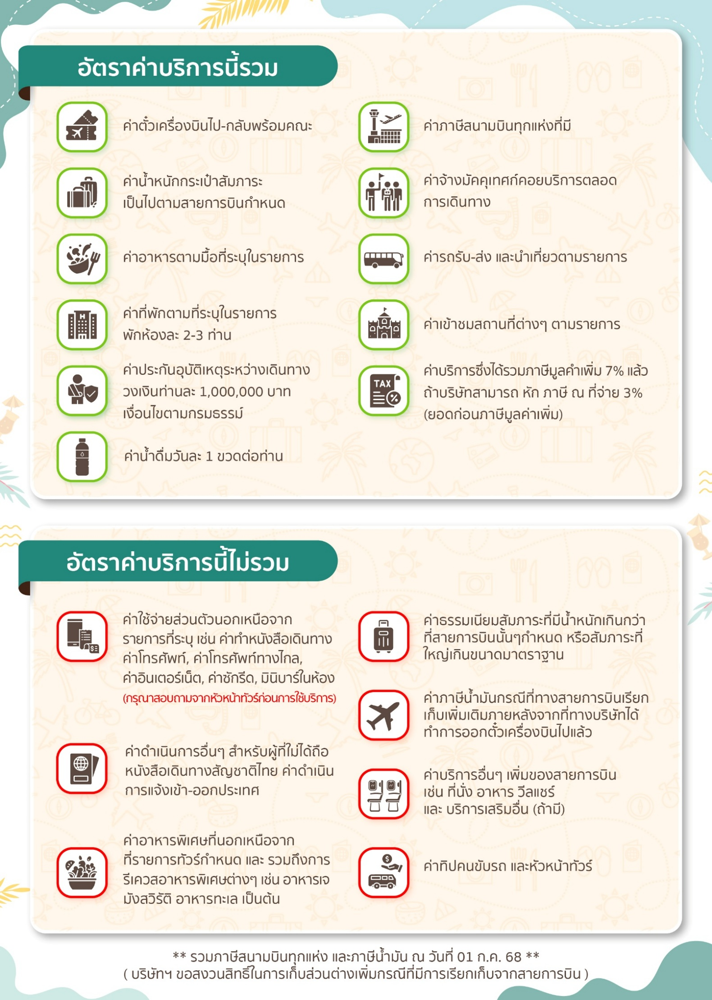 อัตราค่าบริการนี้รวม
ค่าตั๋วเครื่องบินไป-กลับพร้อมคณะ
ค่าน้ำหนักกระเป๋าสัมภาระ
เป็นไปตามสายการบินกำหนด
ค่าอาหารตามมื้อที่ระบุในรายการ
ค่าที่พักตามที่ระบุในรายการ
พักห้องละ 2-3 ท่าน
ค่าประกันอุบัติเหตุระหว่างเดินทาง
วงเงินท่านละ 1,000,000 บาท
เงื่อนไขตามกรมธรรม์
ค่าน้ำดื่มวันละ 1 ขวดต่อท่าน
ค่าภาษีสนามบินทุกแห่งที่มี
ค่าจ้างมัคคุเทศก์คอยบริการตลอด
การเดินทาง
ค่ารถรับ-ส่ง และนำเที่ยวตามรายการ
ค่าเข้าชมสถานที่ต่างๆ ตามรายการ
TAX
ค่าบริการซึ่งได้รวมภาษีมูลคำเพิ่ม 7% แล้ว
ถ้าบริษัทสามารถ หัก ภาษี ณ ที่จ่าย 3%
(ยอดก่อนภาษีมูลค่าเพิ่ม)
อัตราค่าบริการนี้ไม่รวม
ค่าใช้จ่ายส่วนตัวนอกเหนือจาก
รายการที่ระบุ เช่น ค่าทำหนังสือเดินทาง
ค่าโทรศัพท์, ค่าโทรศัพท์ทางไกล,
ค่าอินเตอร์เน็ต, ค่าซักรีด, มินิบาร์ในห้อง
(กรุณาสอบถามจากหัวหน้าทัวร์ก่อนการใช้บริการ)
ค่าดำเนินการอื่นๆ สำหรับผู้ที่ไม่ได้ถือ
หนังสือเดินทางสัญชาติไทย ค่าดำเนิน
การแจ้งเข้า-ออกประเทศ
ค่าอาหารพิเศษที่นอกเหนือจาก
ที่รายการทัวร์กำหนด และ รวมถึงการ
รีเควสอาหารพิเศษต่างๆ เช่น อาหารเจ
มังสวิรัติ อาหารทะเล เป็นต้น
ค่าธรรมเนียมสัมภาระที่มีน้ำหนักเกินกว่า
ที่สายการบินนั้นๆกำหนด หรือสัมภาระที่
ใหญ่เกินขนาดมาตราฐาน
ค่าภาษีน้ำมันกรณีที่ทางสายการบินเรียก
เก็บเพิ่มเติมภายหลังจากที่ทางบริษัทได้
ทำการออกตั๋วเครื่องบินไปแล้ว
ค่าบริการอื่นๆ เพิ่มของสายการบิน
เช่น ที่นั่ง อาหาร วีลแชร์
และ บริการเสริมอื่น (ถ้ามี)
ค่าทิปคนขับรถ และหัวหน้าทัวร์
** รวมภาษีสนามบินทุกแห่ง และภาษีน้ำมัน ณ วันที่ 01 ก.ค. 68 **
( บริษัทฯ ขอสงวนสิทธิ์ในการเก็บส่วนต่างเพิ่มกรณีที่มีการเรียกเก็บจากสายการบิน )